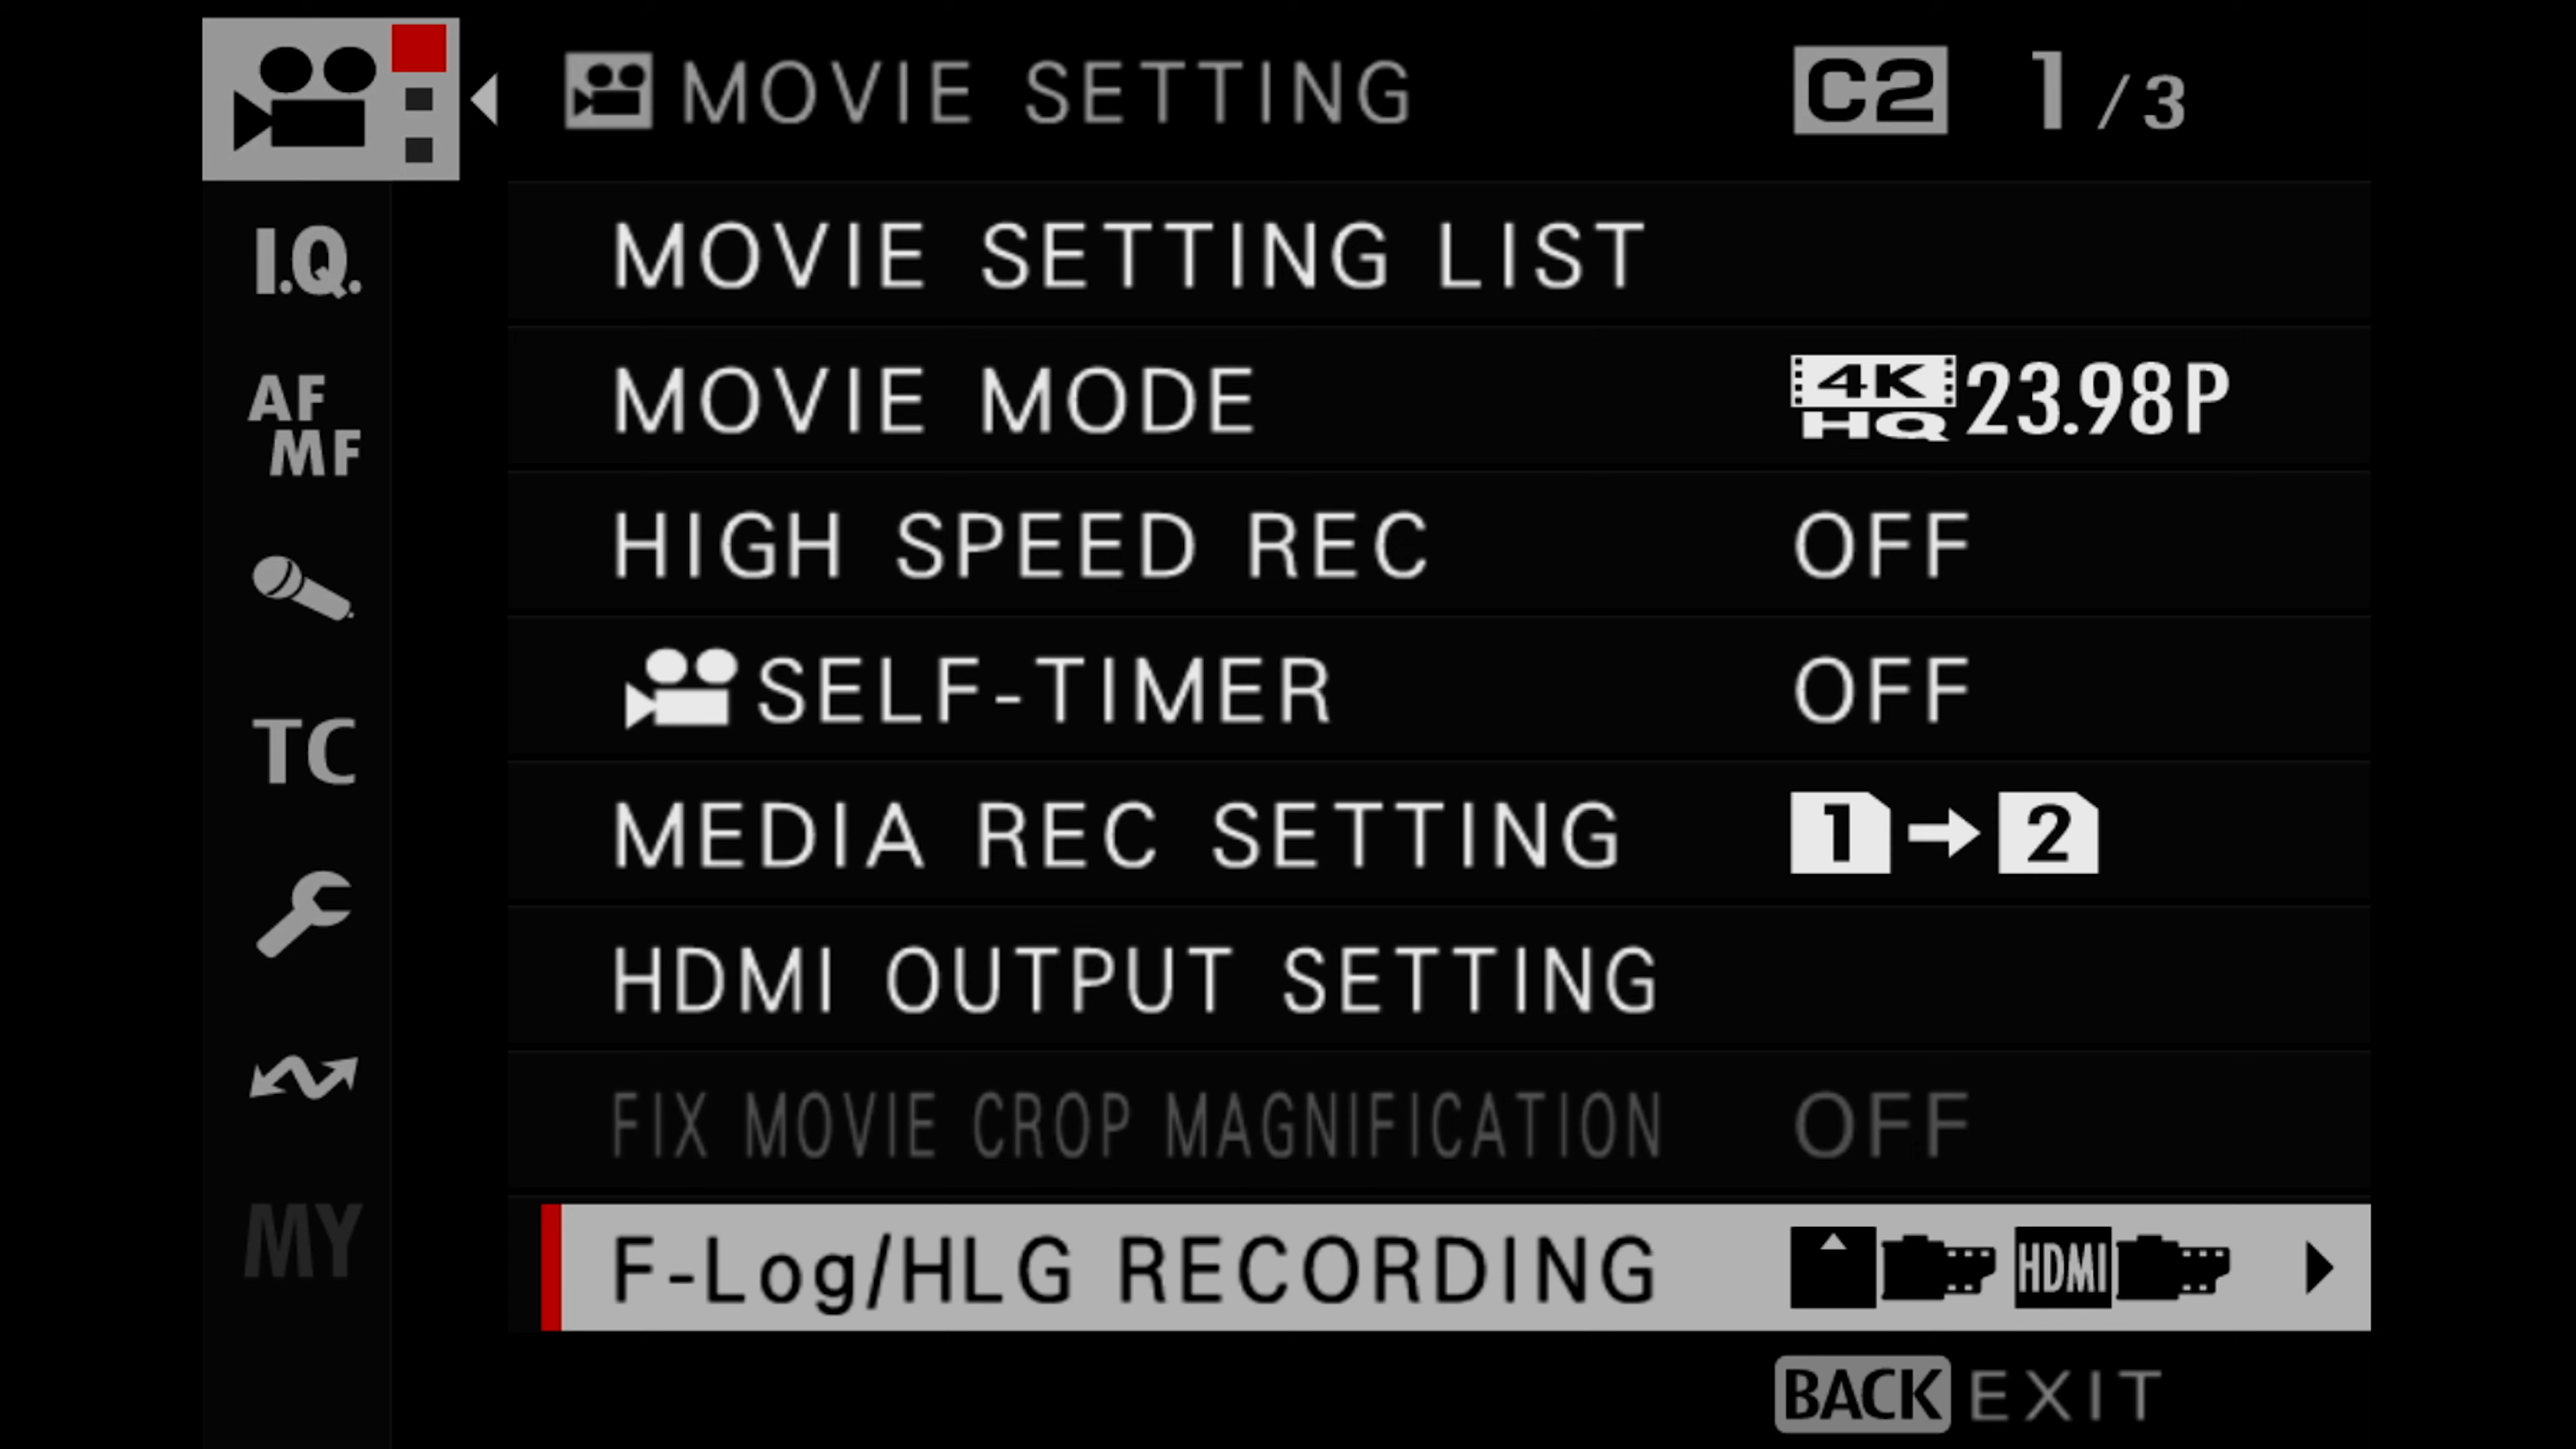 MOVIE SETTING C2 1/3
I.Q.
AF
MF
TC
MY
MOVIE SETTING LIST
MOVIE MODE 4K HQ 23.98P
HIGH SPEED REC OFF
SELF-TIMER OFF
MEDIA REC SETTING 1 → 2
HDMI OUTPUT SETTING
FIX MOVIE CROP MAGNIFICATION OFF
F-Log/HLG RECORDING HDMI
BACK EXIT